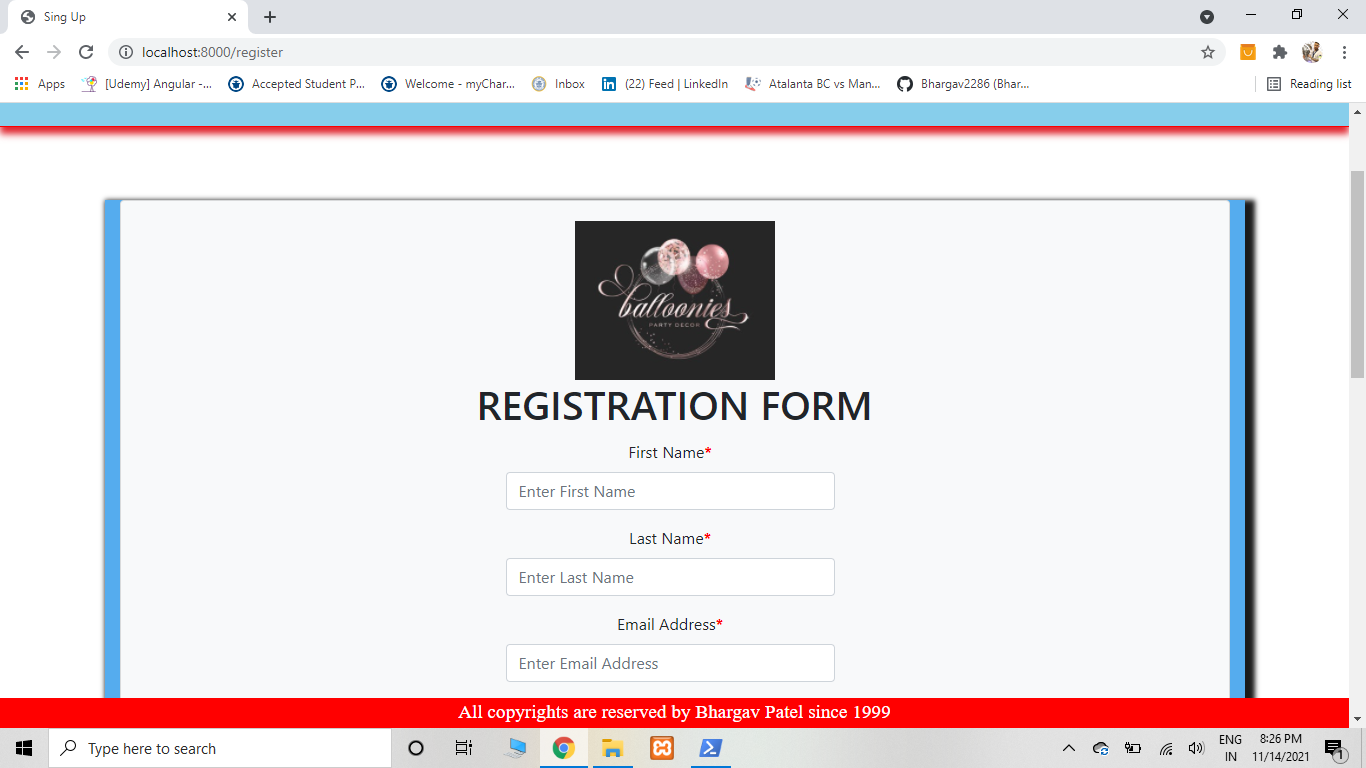 Sing Up
localhost:8000/register
Apps
[Udemy] Angular -...
Accepted Student P...
Welcome - myChar...
Inbox
(22) Feed | LinkedIn
Atalanta BC vs Man...
Bhargav2286 (Bhar...
Reading list
balloonies
PARTY DECOR
REGISTRATION FORM
First Name*
Enter First Name
Last Name*
Enter Last Name
Email Address*
Enter Email Address
All copyrights are reserved by Bhargav Patel since 1999
Type here to search
ENG
IN
8:26 PM
11/14/2021
1